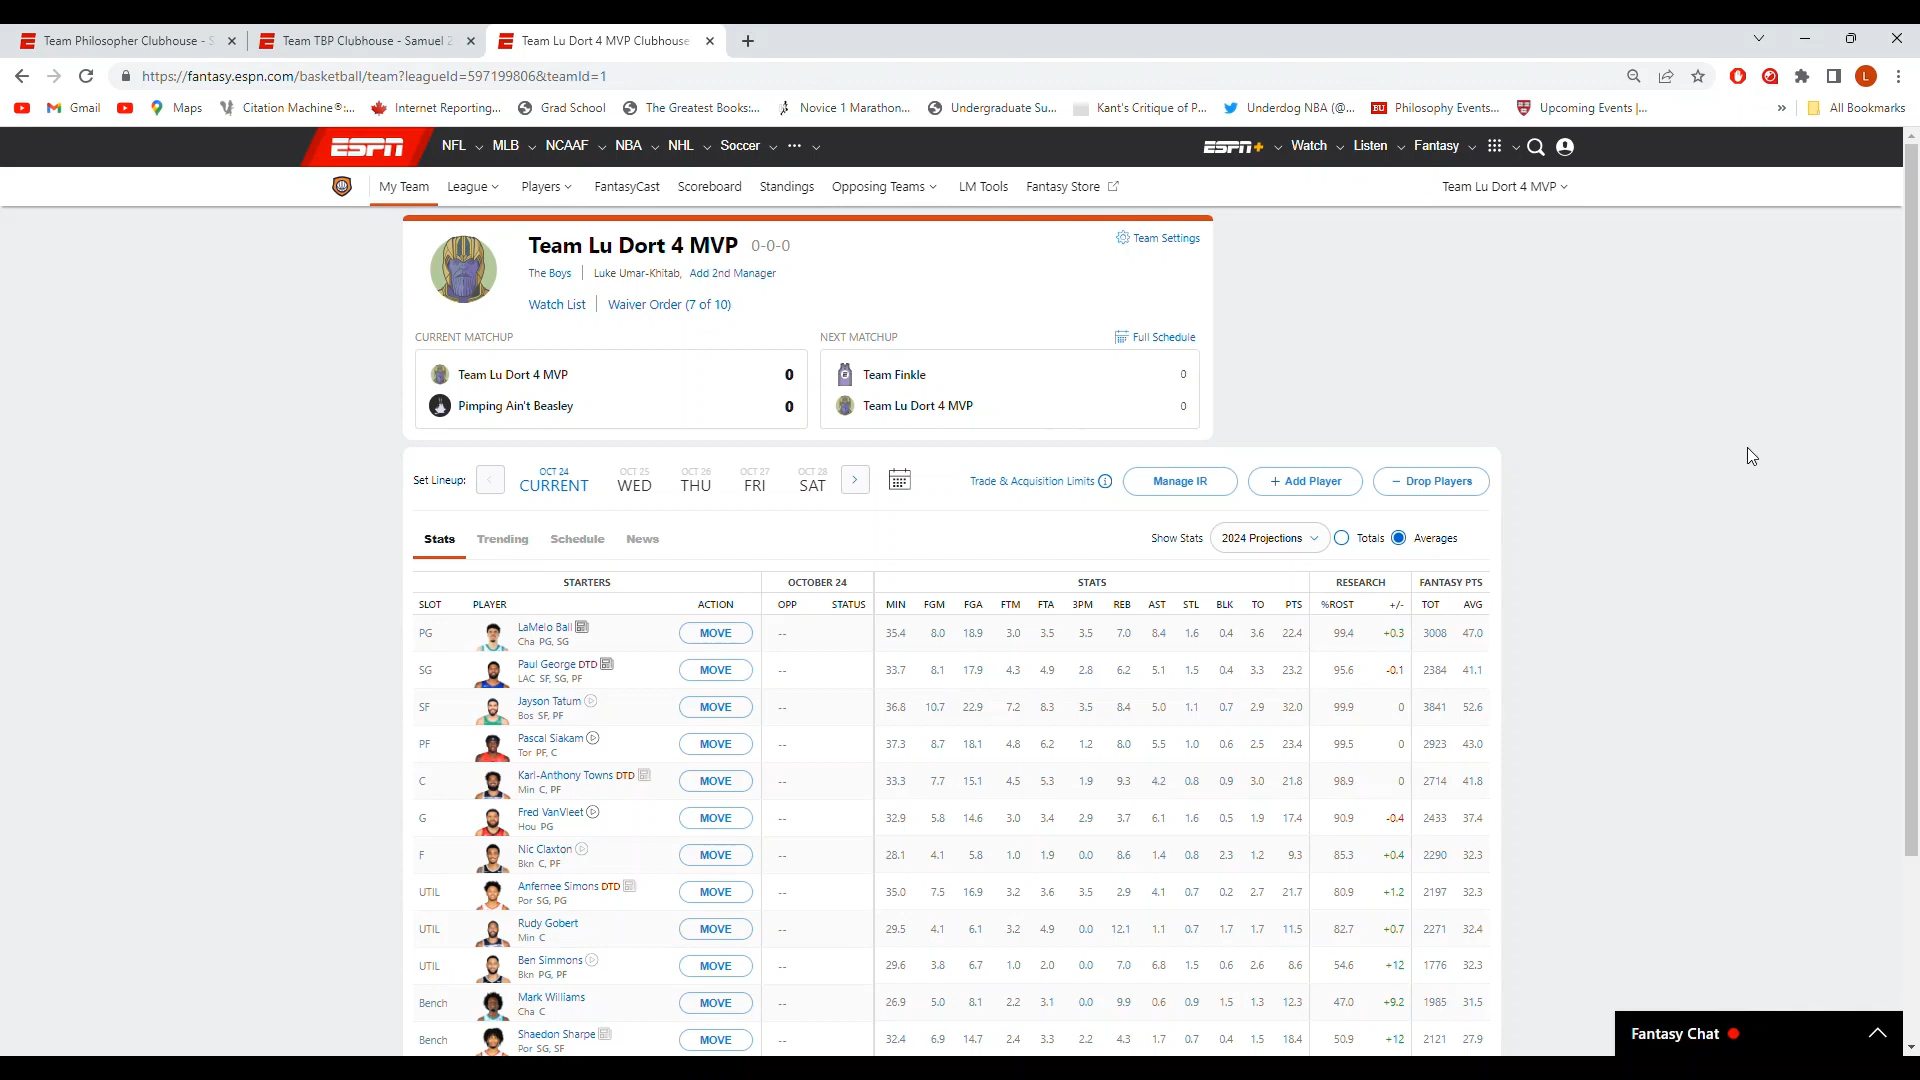 Team Philosopher Clubhouse - S
Team TBP Clubhouse - Samuel 2
Team Lu Dort 4 MVP Clubhouse
https://fantasy.espn.com/basketball/team?leagueId=597199806&teamId=1
L
Gmail
Maps
Citation Machine®:...
Internet Reporting...
Grad School
The Greatest Books:...
Novice 1 Marathon...
Undergraduate Su...
Kant's Critique of P...
Underdog NBA (@...
BU Philosophy Events...
Upcoming Events |...
»
All Bookmarks
ESPN
NFL
MLB
NCAAF
NBA
NHL
Soccer
ESPN+
Watch
Listen
Fantasy
My Team
League
Players
FantasyCast
Scoreboard
Standings
Opposing Teams
LM Tools
Fantasy Store
Team Lu Dort 4 MVP
Team Lu Dort 4 MVP 0-0-0
Team Settings
The Boys Luke Umar-Khitab, Add 2nd Manager
Watch List Waiver Order (7 of 10)
CURRENT MATCHUP
NEXT MATCHUP
Full Schedule
Team Lu Dort 4 MVP 0
Pimping Ain't Beasley 0
Team Finkle 0
Team Lu Dort 4 MVP 0
Set Lineup:
OCT 24 OCT 25 OCT 26 OCT 27 OCT 28
CURRENT WED THU FRI SAT
Trade & Acquisition Limits
Manage IR
+ Add Player
− Drop Players
Stats Trending Schedule News
Show Stats 2024 Projections Totals Averages
STARTERS OCTOBER 24 STATS RESEARCH FANTASY PTS
SLOT PLAYER ACTION OPP STATUS MIN FGM FGA FTM FTA 3PM REB AST STL BLK TO PTS %ROST +/- TOT AVG
PG LaMelo Ball MOVE -- 35.4 8.0 18.9 3.0 3.5 3.5 7.0 8.4 1.6 0.4 3.6 22.4 99.4 +0.3 3008 47.0
Cha PG, SG
SG Paul George DTD MOVE -- 33.7 8.1 17.9 4.3 4.9 2.8 6.2 5.1 1.5 0.4 3.3 23.2 95.6 -0.1 2384 41.1
LAC SF, SG, PF
SF Jayson Tatum MOVE -- 36.8 10.7 22.9 7.2 8.3 3.5 8.4 5.0 1.1 0.7 2.9 32.0 99.9 0 3841 52.6
Bos SF, PF
PF Pascal Siakam MOVE -- 37.3 8.7 18.1 4.8 6.2 1.2 8.0 5.5 1.0 0.6 2.5 23.4 99.5 0 2923 43.0
Tor PF, C
C Karl-Anthony Towns DTD MOVE -- 33.3 7.7 15.1 4.5 5.3 1.9 9.3 4.2 0.8 0.9 3.0 21.8 98.9 0 2714 41.8
Min C, PF
G Fred VanVleet MOVE -- 32.9 5.8 14.6 3.0 3.4 2.9 3.7 6.1 1.6 0.5 1.9 17.4 90.9 -0.4 2433 37.4
Hou PG
F Nic Claxton MOVE -- 28.1 4.1 5.8 1.0 1.9 0.0 8.6 1.4 0.8 2.3 1.2 9.3 85.3 +0.4 2290 32.3
Bkn C, PF
UTIL Anfernee Simons DTD MOVE -- 35.0 7.5 16.9 3.2 3.6 3.5 2.9 4.1 0.7 0.2 2.7 21.7 80.9 +1.2 2197 32.3
Por SG, PG
UTIL Rudy Gobert MOVE -- 29.5 4.1 6.1 3.2 4.9 0.0 12.1 1.1 0.7 1.7 1.7 11.5 82.7 +0.7 2271 32.4
Min C
UTIL Ben Simmons MOVE -- 29.6 3.8 6.7 1.0 2.0 0.0 7.0 6.8 1.5 0.6 2.6 8.6 54.6 +12 1776 32.3
Bkn PG, PF
Bench Mark Williams MOVE -- 26.9 5.0 8.1 2.2 3.1 0.0 9.9 0.6 0.9 1.5 1.3 12.3 47.0 +9.2 1985 31.5
Cha C
Bench Shaedon Sharpe MOVE -- 32.4 6.9 14.7 2.4 3.3 2.2 4.3 1.7 0.7 0.4 1.5 18.4 50.9 +12 2121 27.9
Por SG, SF
Fantasy Chat